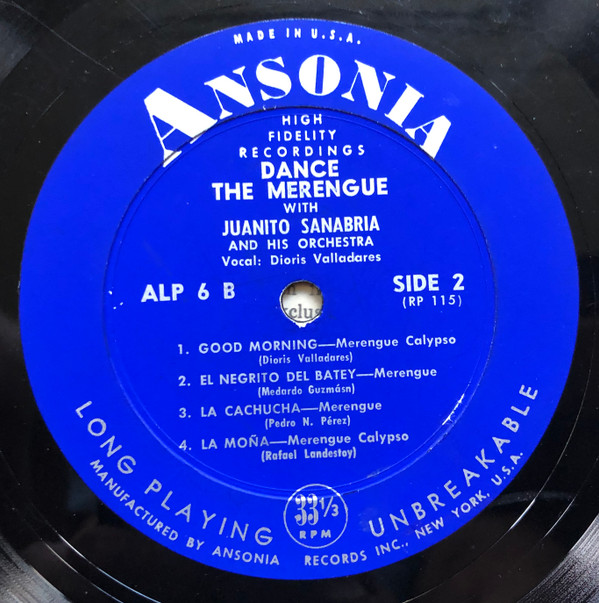 MADE IN U.S.A.
ANSONIA
HIGH
FIDELITY
RECORDINGS
DANCE
THE MERENGUE
WITH
JUANITO SANABRIA
AND HIS ORCHESTRA
Vocal: Dioris Valladares
ALP 6 B
SIDE 2
(RP 115)
1. GOOD MORNING—Merengue Calypso
(Dioris Valladares)
2. EL NEGRITO DEL BATEY—Merengue
(Medardo Guzmásn)
3. LA CACHUCHA—Merengue
(Pedro N. Pérez)
4. LA MOÑA—Merengue Calypso
(Rafael Landestoy)
33 1/3
RPM
LONG PLAYING UNBREAKABLE
MANUFACTURED BY ANSONIA RECORDS INC., NEW YORK, U.S.A.